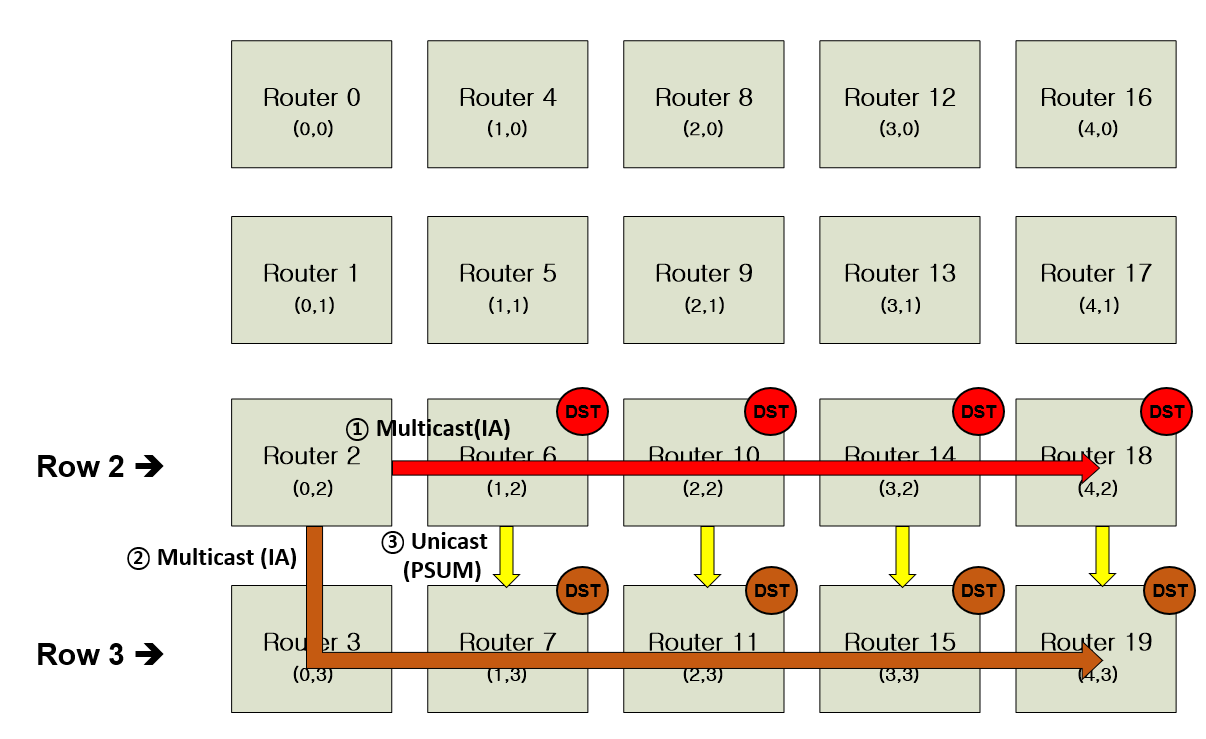 Router 0
(0,0)
Router 4
(1,0)
Router 8
(2,0)
Router 12
(3,0)
Router 16
(4,0)
Router 1
(0,1)
Router 5
(1,1)
Router 9
(2,1)
Router 13
(3,1)
Router 17
(4,1)
Row 2 ➔
Router 2
(0,2)
① Multicast(IA)
DST
Router 6
(1,2)
DST
Router 10
(2,2)
DST
Router 14
(3,2)
DST
Router 18
(4,2)
② Multicast (IA)
③ Unicast
(PSUM)
Row 3 ➔
Router 3
(0,3)
DST
Router 7
(1,3)
DST
Router 11
(2,3)
DST
Router 15
(3,3)
DST
Router 19
(4,3)